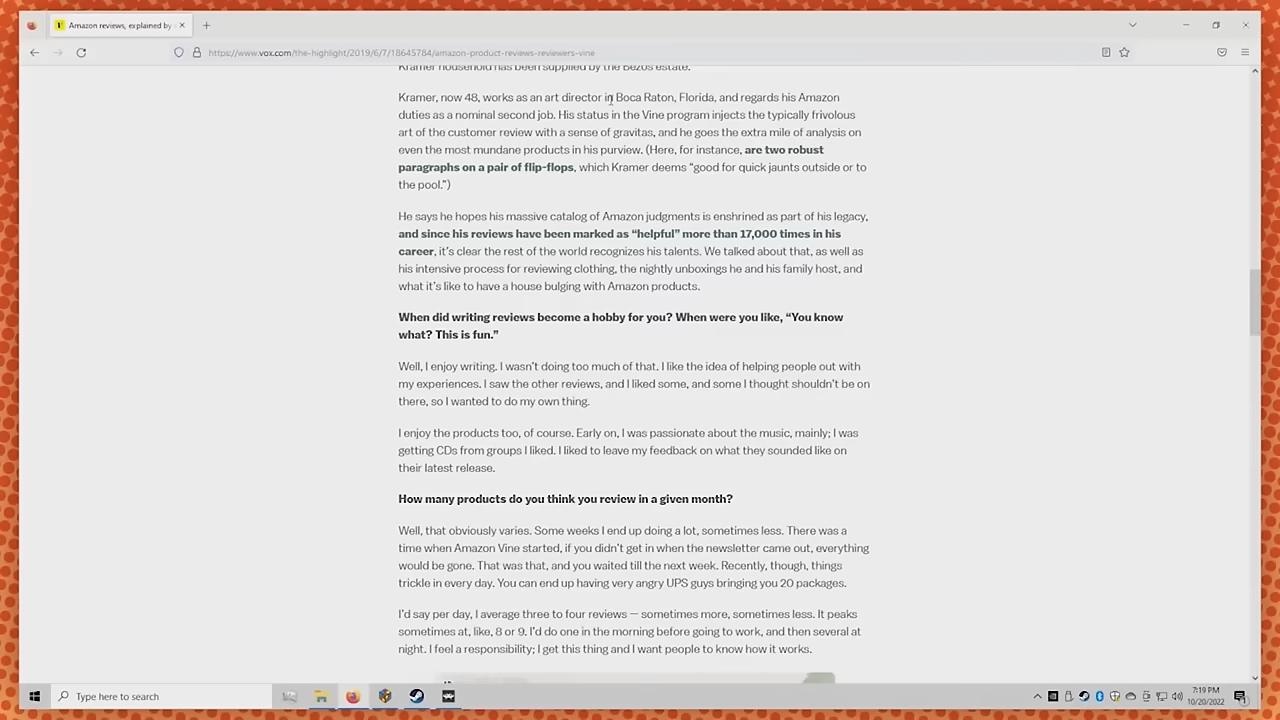 Amazon reviews, explained by
https://www.vox.com/the-highlight/2019/6/7/18645784/amazon-product-reviews-reviewers-vine
Kramer household has been supplied by the Bezos estate.
Kramer, now 48, works as an art director in Boca Raton, Florida, and regards his Amazon
duties as a nominal second job. His status in the Vine program injects the typically frivolous
art of the customer review with a sense of gravitas, and he goes the extra mile of analysis on
even the most mundane products in his purview. (Here, for instance, are two robust
paragraphs on a pair of flip-flops, which Kramer deems “good for quick jaunts outside or to
the pool.”)
He says he hopes his massive catalog of Amazon judgments is enshrined as part of his legacy,
and since his reviews have been marked as “helpful” more than 17,000 times in his
career, it’s clear the rest of the world recognizes his talents. We talked about that, as well as
his intensive process for reviewing clothing, the nightly unboxings he and his family host, and
what it’s like to have a house bulging with Amazon products.
When did writing reviews become a hobby for you? When were you like, “You know
what? This is fun.”
Well, I enjoy writing. I wasn’t doing too much of that. I like the idea of helping people out with
my experiences. I saw the other reviews, and I liked some, and some I thought shouldn’t be on
there, so I wanted to do my own thing.
I enjoy the products too, of course. Early on, I was passionate about the music, mainly; I was
getting CDs from groups I liked. I liked to leave my feedback on what they sounded like on
their latest release.
How many products do you think you review in a given month?
Well, that obviously varies. Some weeks I end up doing a lot, sometimes less. There was a
time when Amazon Vine started, if you didn’t get in when the newsletter came out, everything
would be gone. That was that, and you waited till the next week. Recently, though, things
trickle in every day. You can end up having very angry UPS guys bringing you 20 packages.
I’d say per day, I average three to four reviews — sometimes more, sometimes less. It peaks
sometimes at, like, 8 or 9. I’d do one in the morning before going to work, and then several at
night. I feel a responsibility; I get this thing and I want people to know how it works.
Type here to search
7:19 PM
10/20/2022